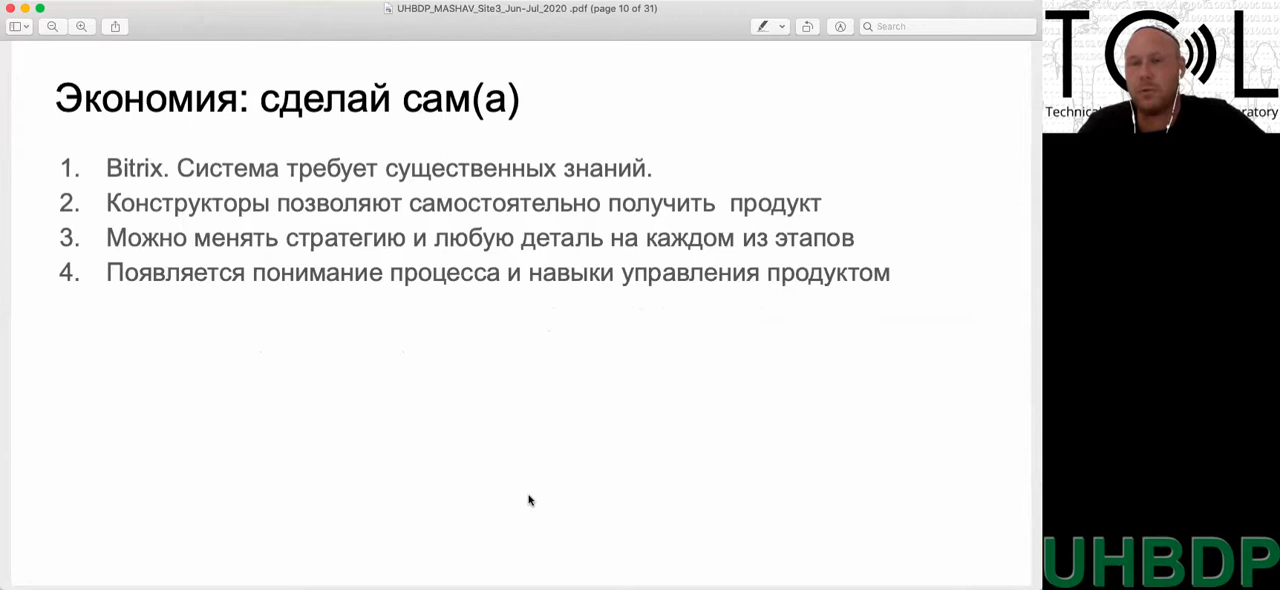 UHBDP_MASHAV_Site3_Jun-Jul_2020 .pdf (page 10 of 31)
Search
Экономия: сделай сам(а)
1. Bitrix. Система требует существенных знаний.
2. Конструкторы позволяют самостоятельно получить продукт
3. Можно менять стратегию и любую деталь на каждом из этапов
4. Появляется понимание процесса и навыки управления продуктом
Technical
UHBDP